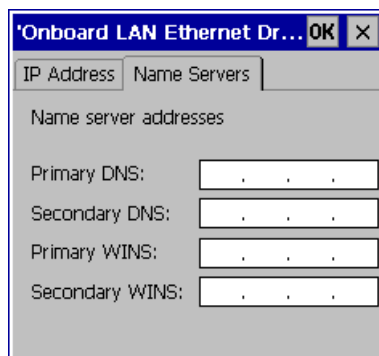 'Onboard LAN Ethernet Dr... OK ×
IP Address Name Servers
Name server addresses
Primary DNS: . . .
Secondary DNS: . . .
Primary WINS: . . .
Secondary WINS: . . .